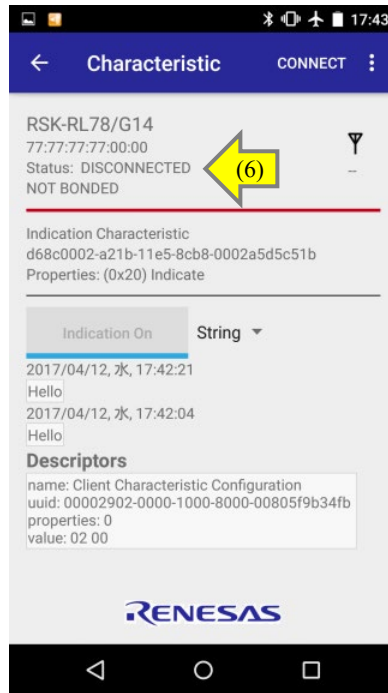 17:43
Characteristic CONNECT
RSK-RL78/G14
77:77:77:77:00:00
Status: DISCONNECTED
(6)
--
NOT BONDED
Indication Characteristic
d68c0002-a21b-11e5-8cb8-0002a5d5c51b
Properties: (0x20) Indicate
Indication On String
2017/04/12, 水, 17:42:21
Hello
2017/04/12, 水, 17:42:04
Hello
Descriptors
name: Client Characteristic Configuration
uuid: 00002902-0000-1000-8000-00805f9b34fb
properties: 0
value: 02 00
RENESAS